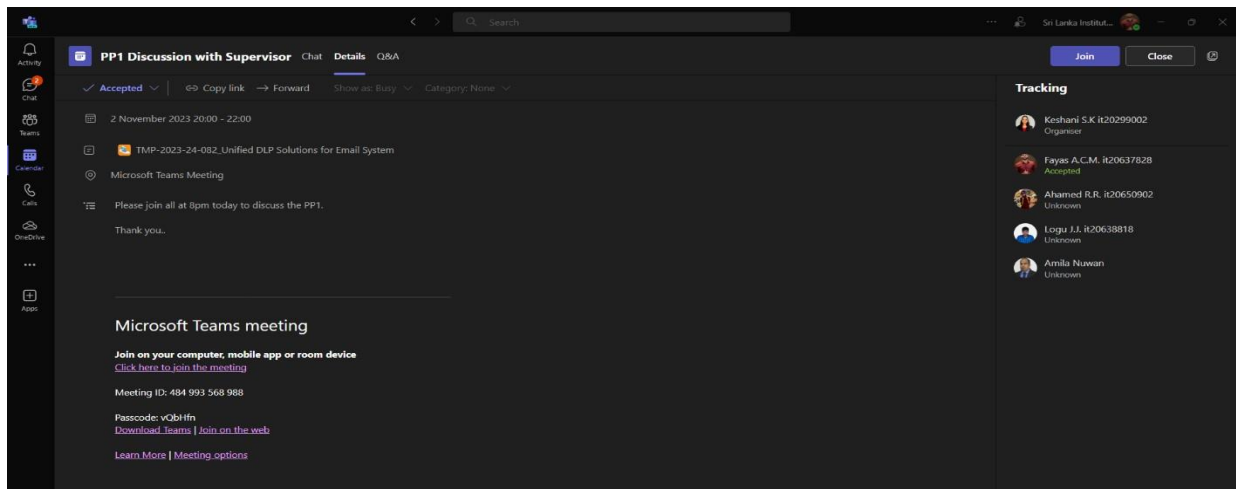 Search
Sri Lanka Institut...
Activity
PP1 Discussion with Supervisor Chat Details Q&A
Join Close
2
Chat
Accepted Copy link Forward Show as: Busy Category: None
Tracking
Teams
2 November 2023 20:00 - 22:00
Keshani S.K it20299002
Organiser
Calendar
TMP-2023-24-082_Unified DLP Solutions for Email System
Fayas A.C.M. it20637828
Accepted
Microsoft Teams Meeting
Calls
Please join all at 8pm today to discuss the PP1.
Ahamed R.R. it20650902
Unknown
OneDrive
Thank you..
Logu J.J. it20638818
Unknown
...
Amila Nuwan
Unknown
Apps
Microsoft Teams meeting
Join on your computer, mobile app or room device
Click here to join the meeting
Meeting ID: 484 993 568 988
Passcode: vQbHfn
Download Teams | Join on the web
Learn More | Meeting options